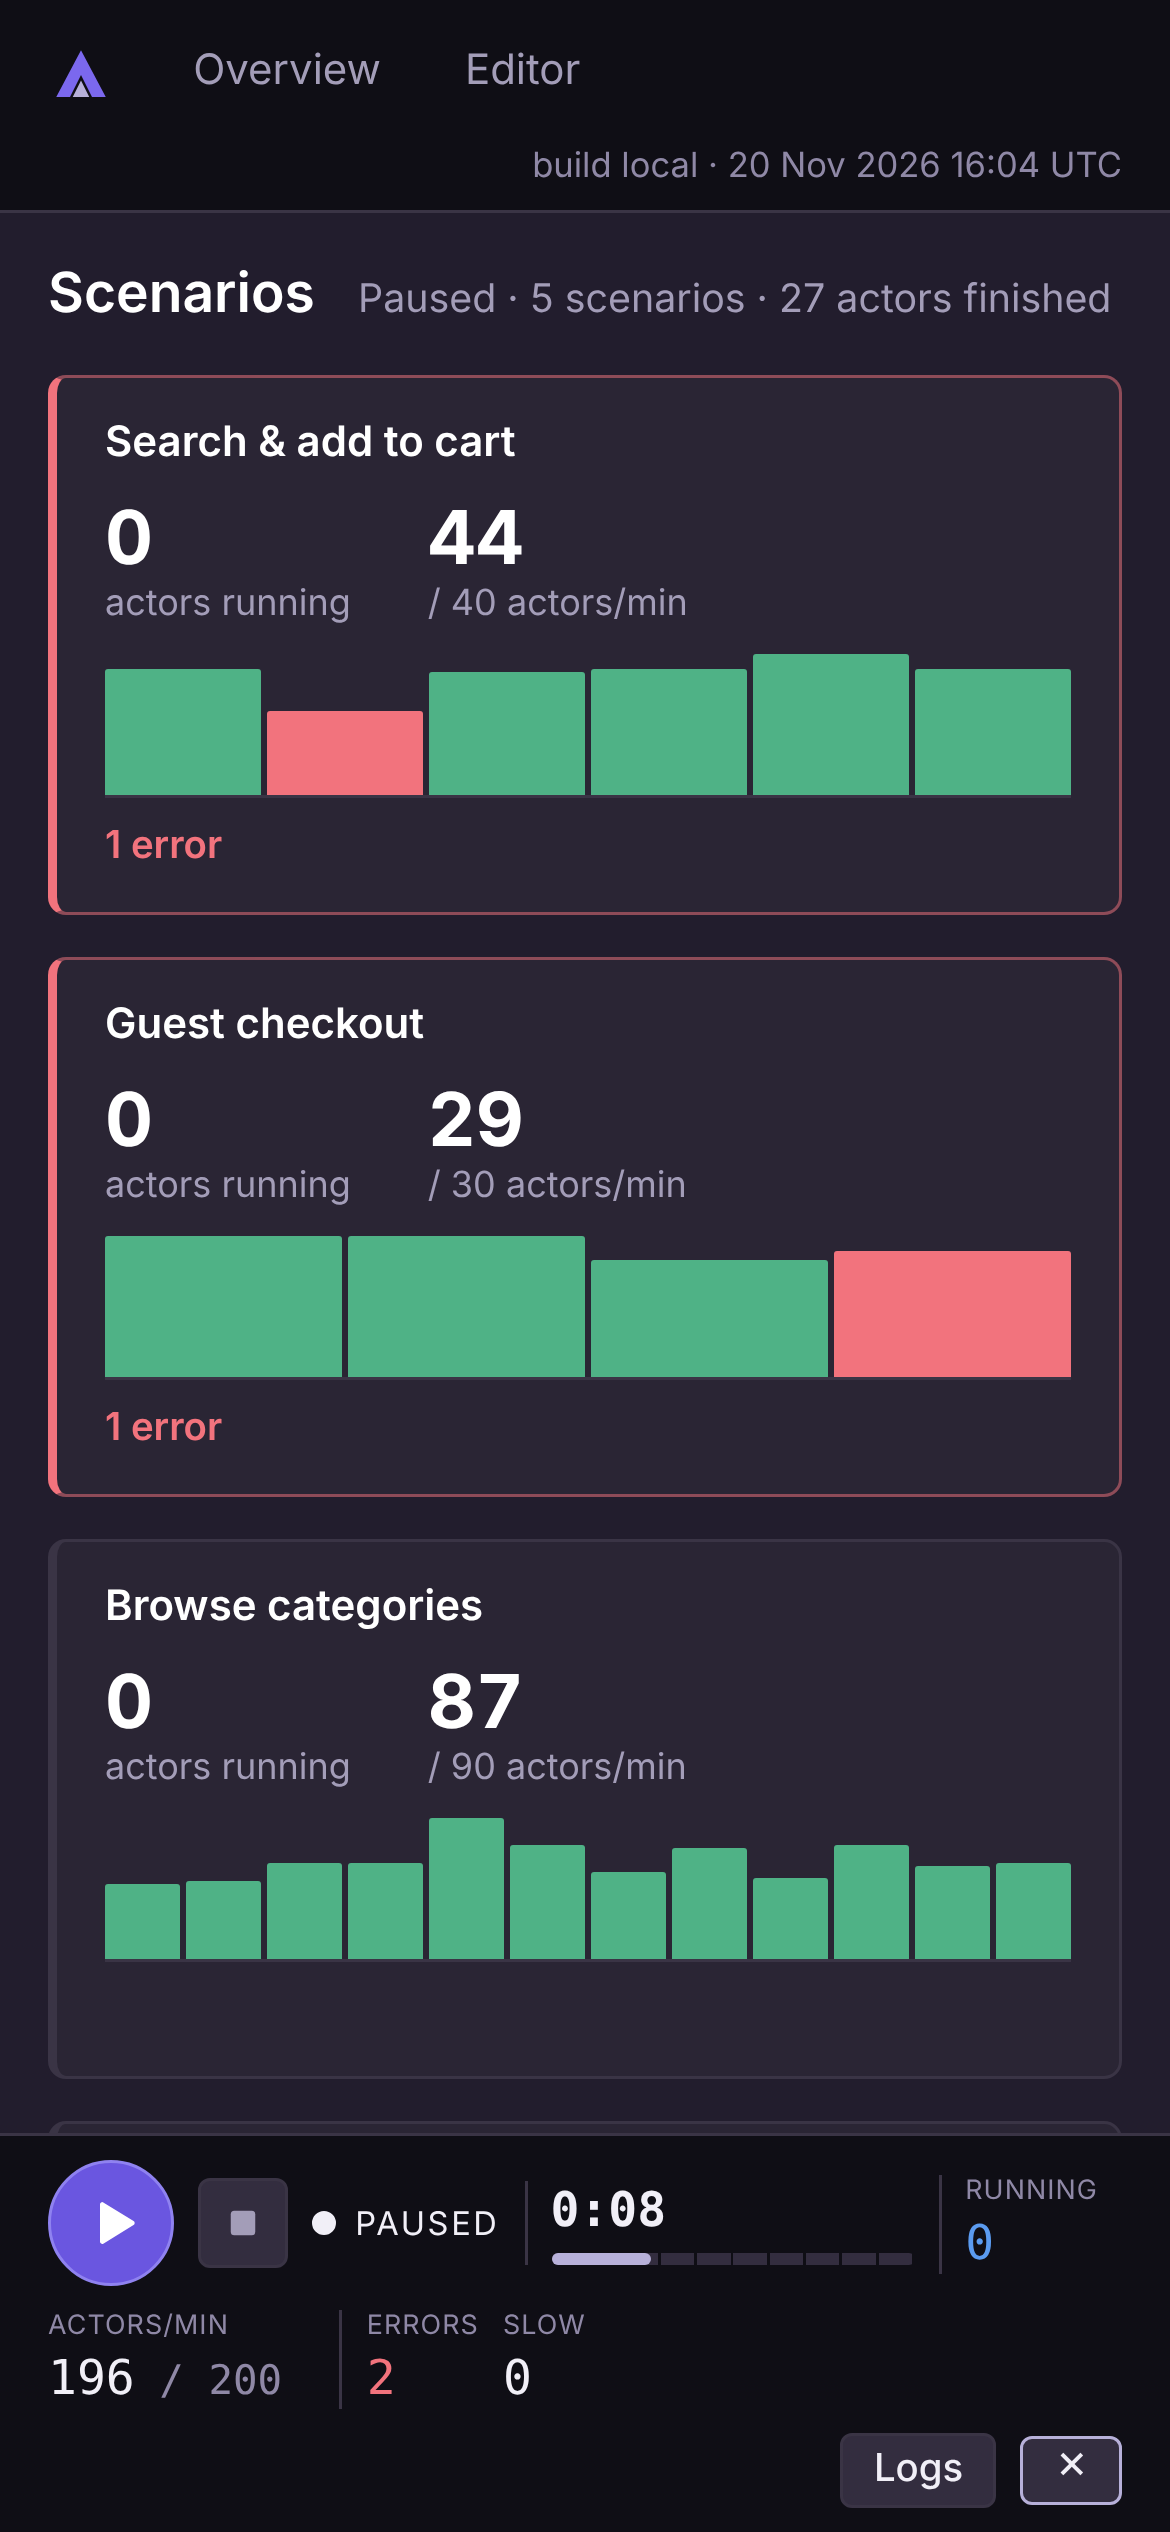 Overview Editor
build local · 20 Nov 2026 16:04 UTC
Scenarios Paused · 5 scenarios · 27 actors finished
Search & add to cart
0 44
actors running / 40 actors/min
1 error
Guest checkout
0 29
actors running / 30 actors/min
1 error
Browse categories
0 87
actors running / 90 actors/min
PAUSED 0:08 RUNNING
0
ACTORS/MIN ERRORS SLOW
196 / 200 2 0
Logs ✕